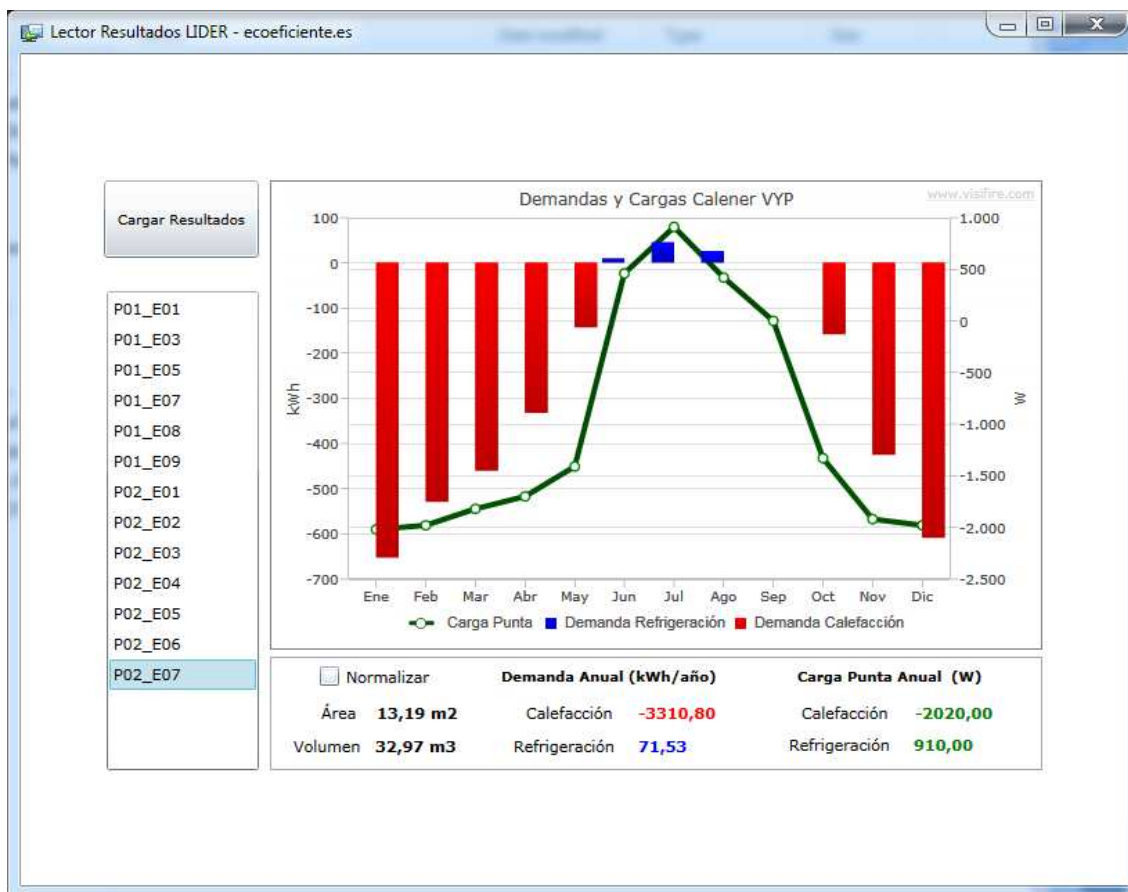 Lector Resultados LIDER - ecoeficiente.es
Cargar Resultados
P01_E01
P01_E03
P01_E05
P01_E07
P01_E08
P01_E09
P02_E01
P02_E02
P02_E03
P02_E04
P02_E05
P02_E06
P02_E07
www.visifire.com
Demandas y Cargas Calener VYP
100
0
-100
-200
-300
-400
-500
-600
-700
kWh
1.000
500
0
-500
-1.000
-1.500
-2.000
-2.500
W
Ene Feb Mar Abr May Jun Jul Ago Sep Oct Nov Dic
Carga Punta Demanda Refrigeración Demanda Calefacción
Normalizar Demanda Anual (kWh/año) Carga Punta Anual (W)
Área 13,19 m2 Calefacción -3310,80 Calefacción -2020,00
Volumen 32,97 m3 Refrigeración 71,53 Refrigeración 910,00